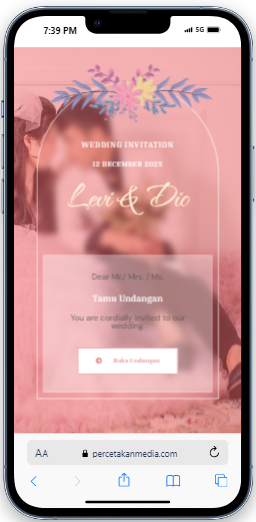 7:39 PM
5G
WEDDING INVITATION
12 DECEMBER 202X
Levi & Dio
Dear Mr./ Mrs. / Ms.
Tamu Undangan
You are cordially invited to our
wedding
Buka Undangan
AA percetakanmedia.com